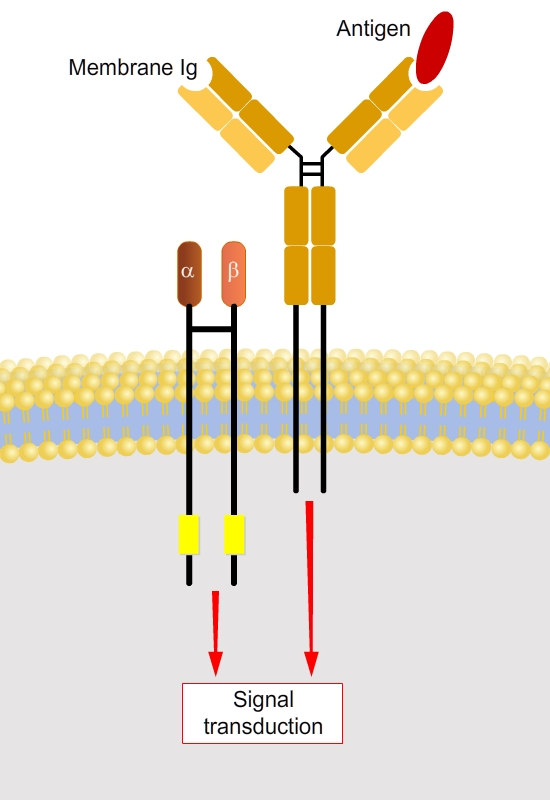 Antigen
Membrane Ig
α β
Signal
transduction